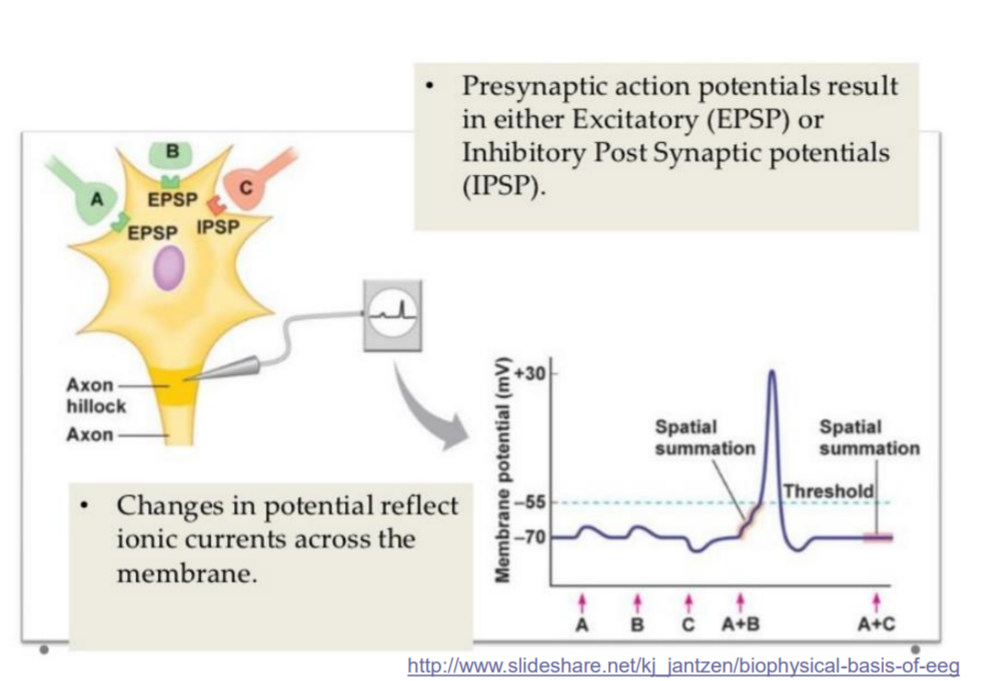 • Presynaptic action potentials result
in either Excitatory (EPSP) or
Inhibitory Post Synaptic potentials
(IPSP).
B
A
C
EPSP
EPSP
IPSP
Axon
hillock
Axon
• Changes in potential reflect
ionic currents across the
membrane.
Membrane potential (mV)
+30
–55
–70
Spatial
summation
Spatial
summation
Threshold
A
B
C
A+B
A+C
http://www.slideshare.net/kj_jantzen/biophysical-basis-of-eeg